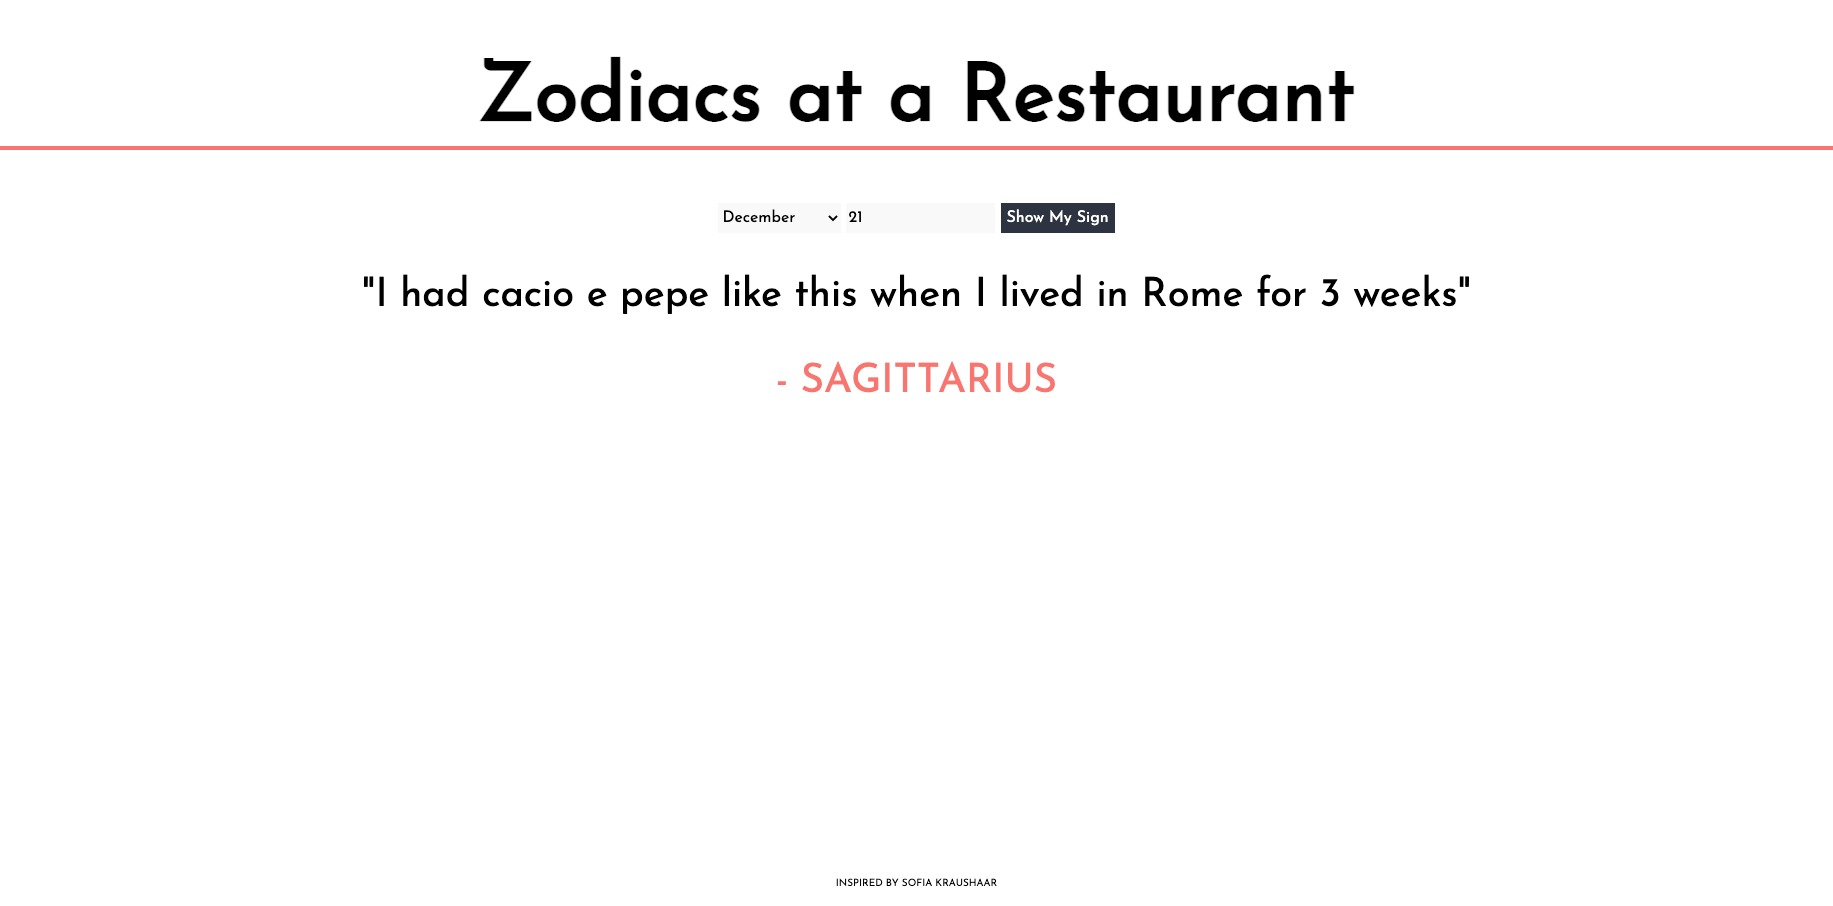 Zodiacs at a Restaurant
December 21 Show My Sign
"I had cacio e pepe like this when I lived in Rome for 3 weeks"
- SAGITTARIUS
INSPIRED BY SOFIA KRAUSHAAR